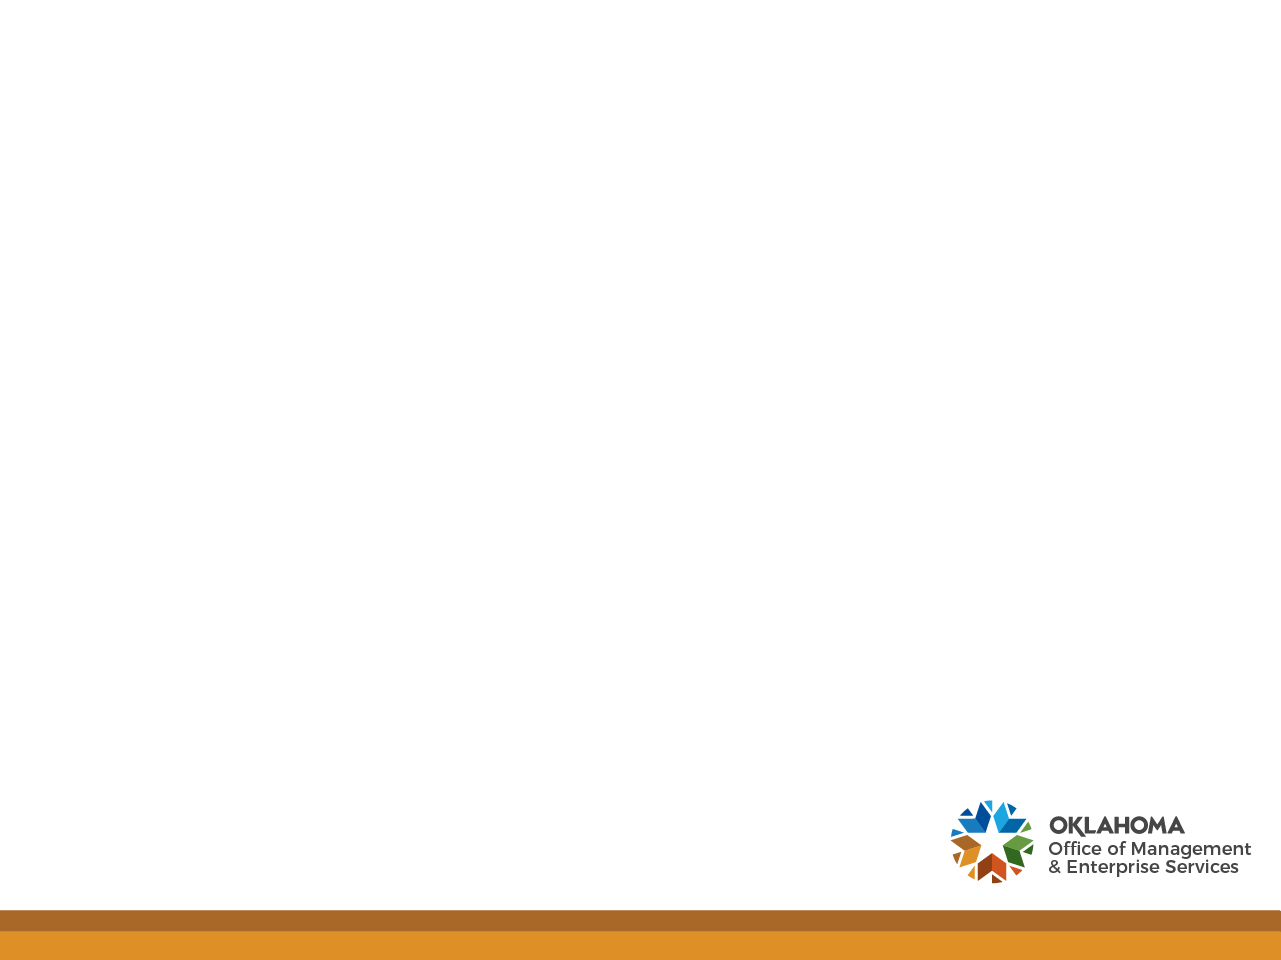 OKLAHOMA
Office of Management
& Enterprise Services